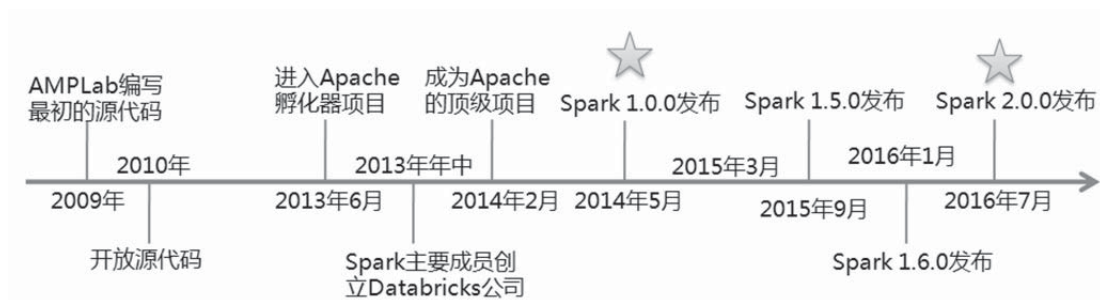 AMPLab编写
最初的源代码
2009年
2010年
开放源代码
进入Apache
孵化器项目
2013年6月
2013年年中
Spark主要成员创
立Databricks公司
成为Apache
的顶级项目
2014年2月
Spark 1.0.0发布
2014年5月
2015年3月
Spark 1.5.0发布
2015年9月
2016年1月
Spark 1.6.0发布
Spark 2.0.0发布
2016年7月